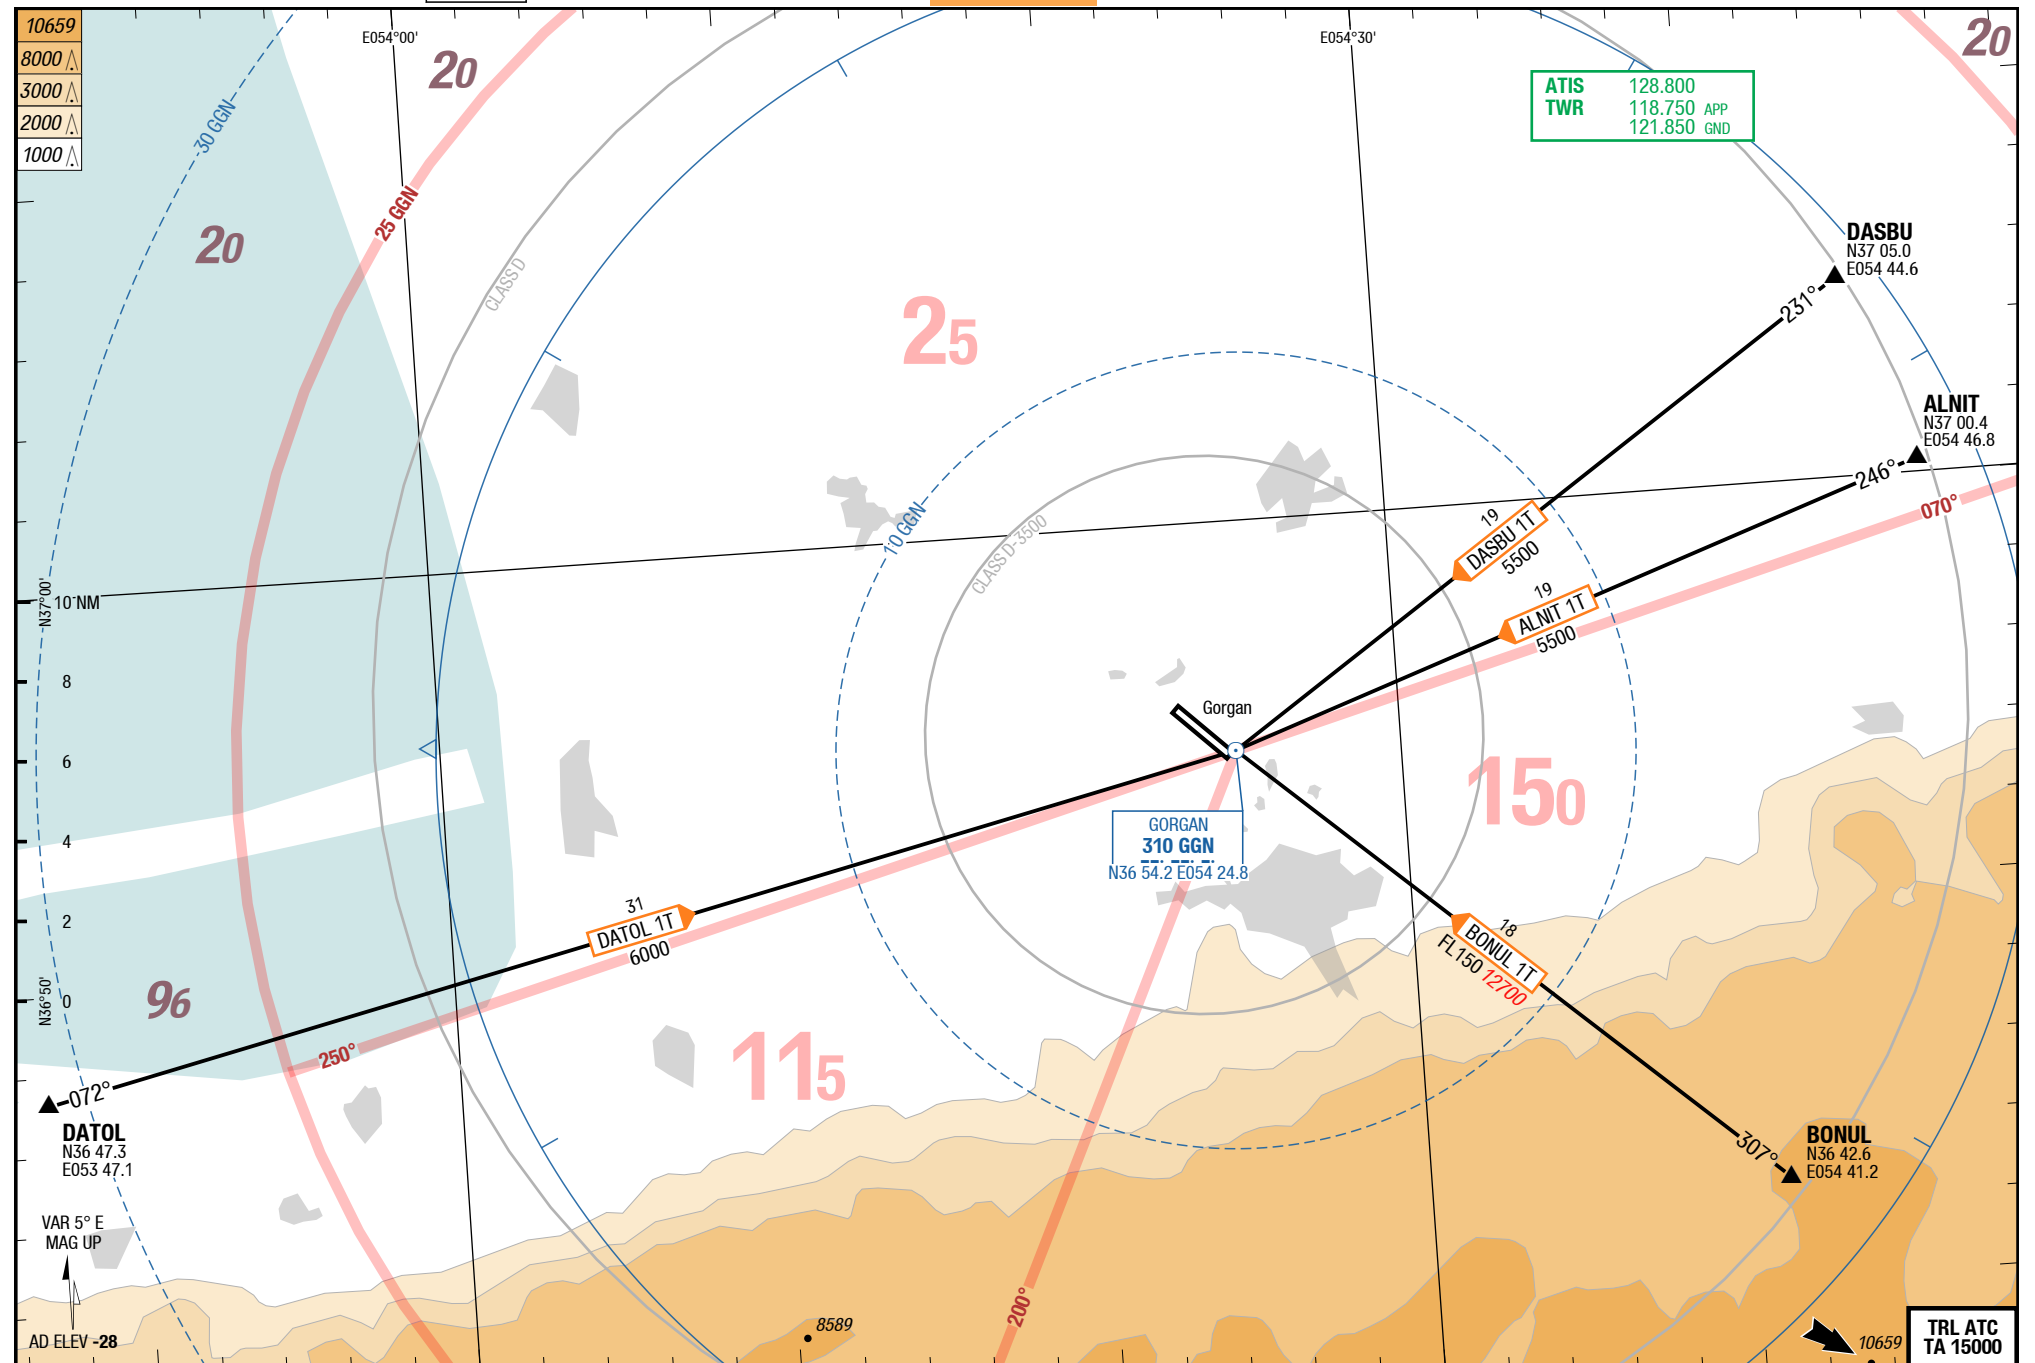 10659
8000
3000
2000
1000
E054°00'
E054°30'
20
20
20
30 GGN
25 GGN
CLASS D
ATIS 128.800
TWR 118.750 APP
121.850 GND
DASBU
N37 05.0
E054 44.6
231°
25
ALNIT
N37 00.4
E054 46.8
246°
070°
10 GGN
CLASS D-3500
19
DASBU 1T
5500
19
ALNIT 1T
5500
N37°00'
10 NM
8
6
4
2
0
N36°50'
Gorgan
150
GORGAN
310 GGN
N36 54.2 E054 24.8
31
DATOL 1T
6000
18
BONUL 1T
FL150 12700
96
250°
115
072°
DATOL
N36 47.3
E053 47.1
307°
BONUL
N36 42.6
E054 41.2
VAR 5° E
MAG UP
200°
8589
AD ELEV -28
10659
TRL ATC
TA 15000